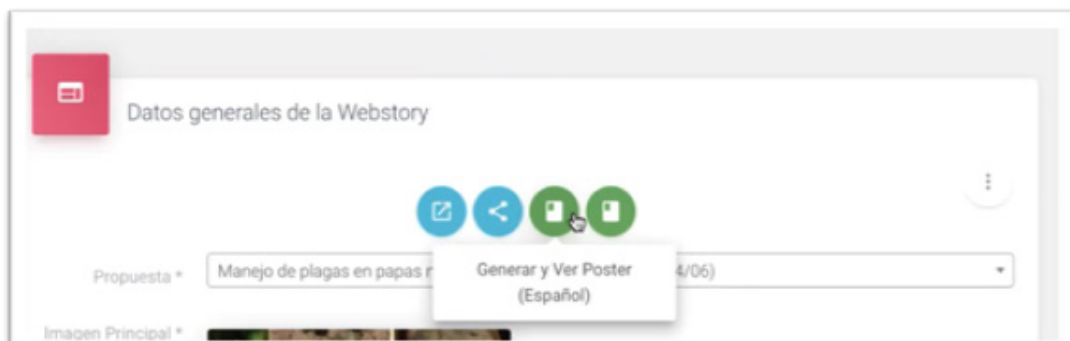 Datos generales de la Webstory
Propuesta * Manejo de plagas en papas 4/06)
Generar y Ver Poster
(Español)
Imagen Principal *